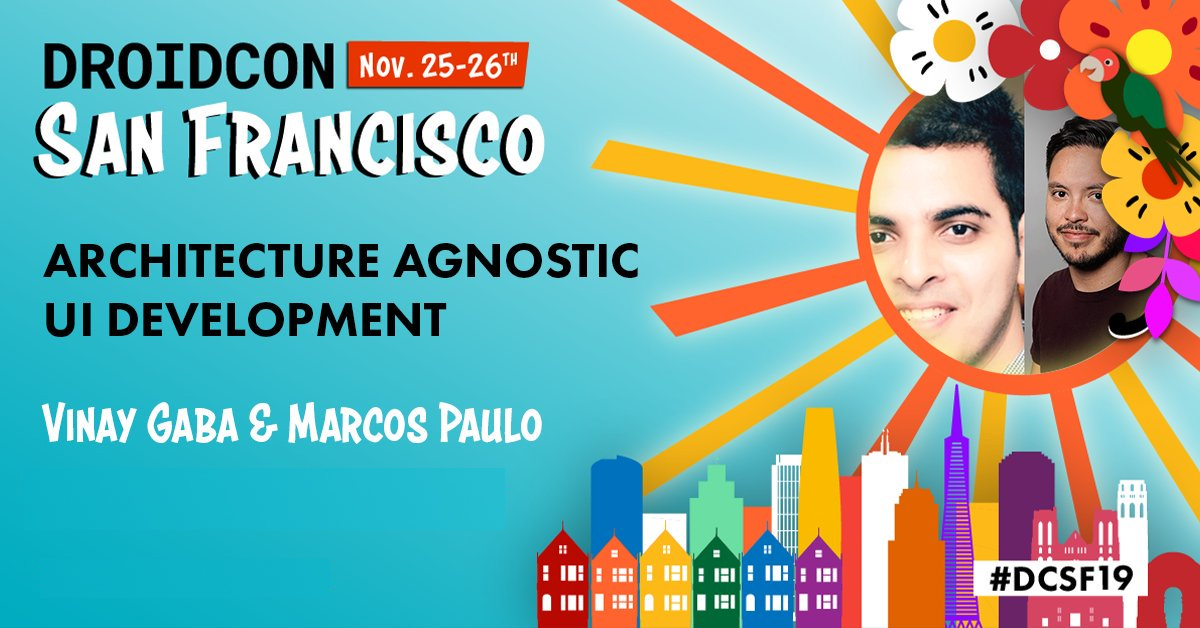 DROIDCON Nov. 25-26TH
San Francisco
ARCHITECTURE AGNOSTIC
UI DEVELOPMENT
Vinay Gaba & Marcos Paulo
#DCSF19